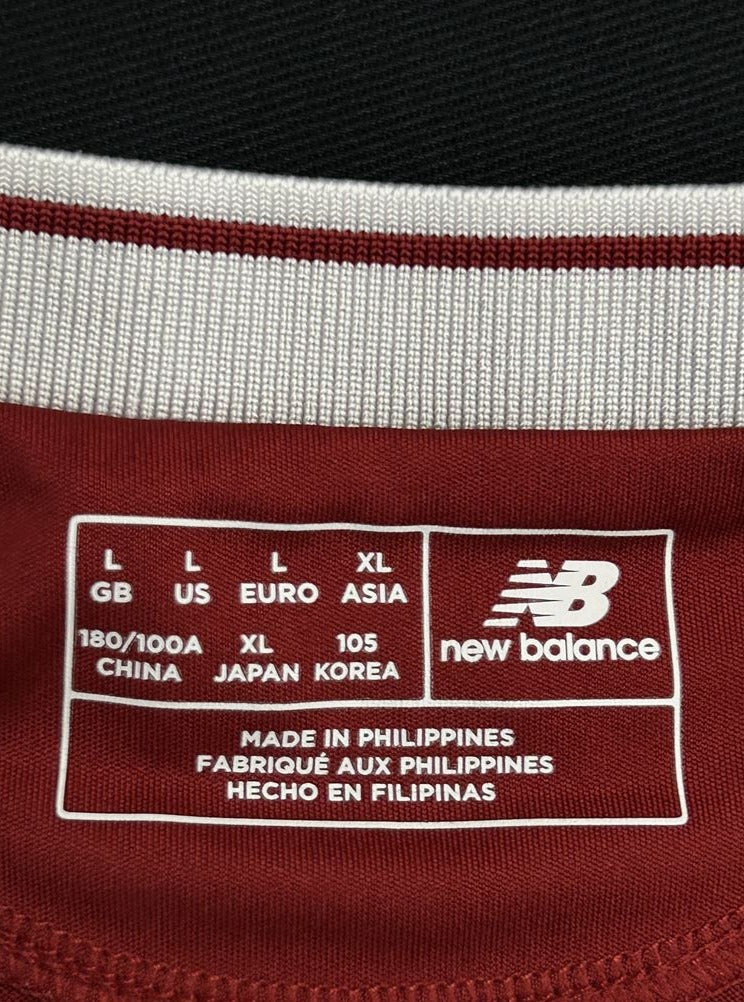 L L L XL
GB US EURO ASIA
180/100A XL 105
CHINA JAPAN KOREA
NB
new balance
MADE IN PHILIPPINES
FABRIQUÉ AUX PHILIPPINES
HECHO EN FILIPINAS